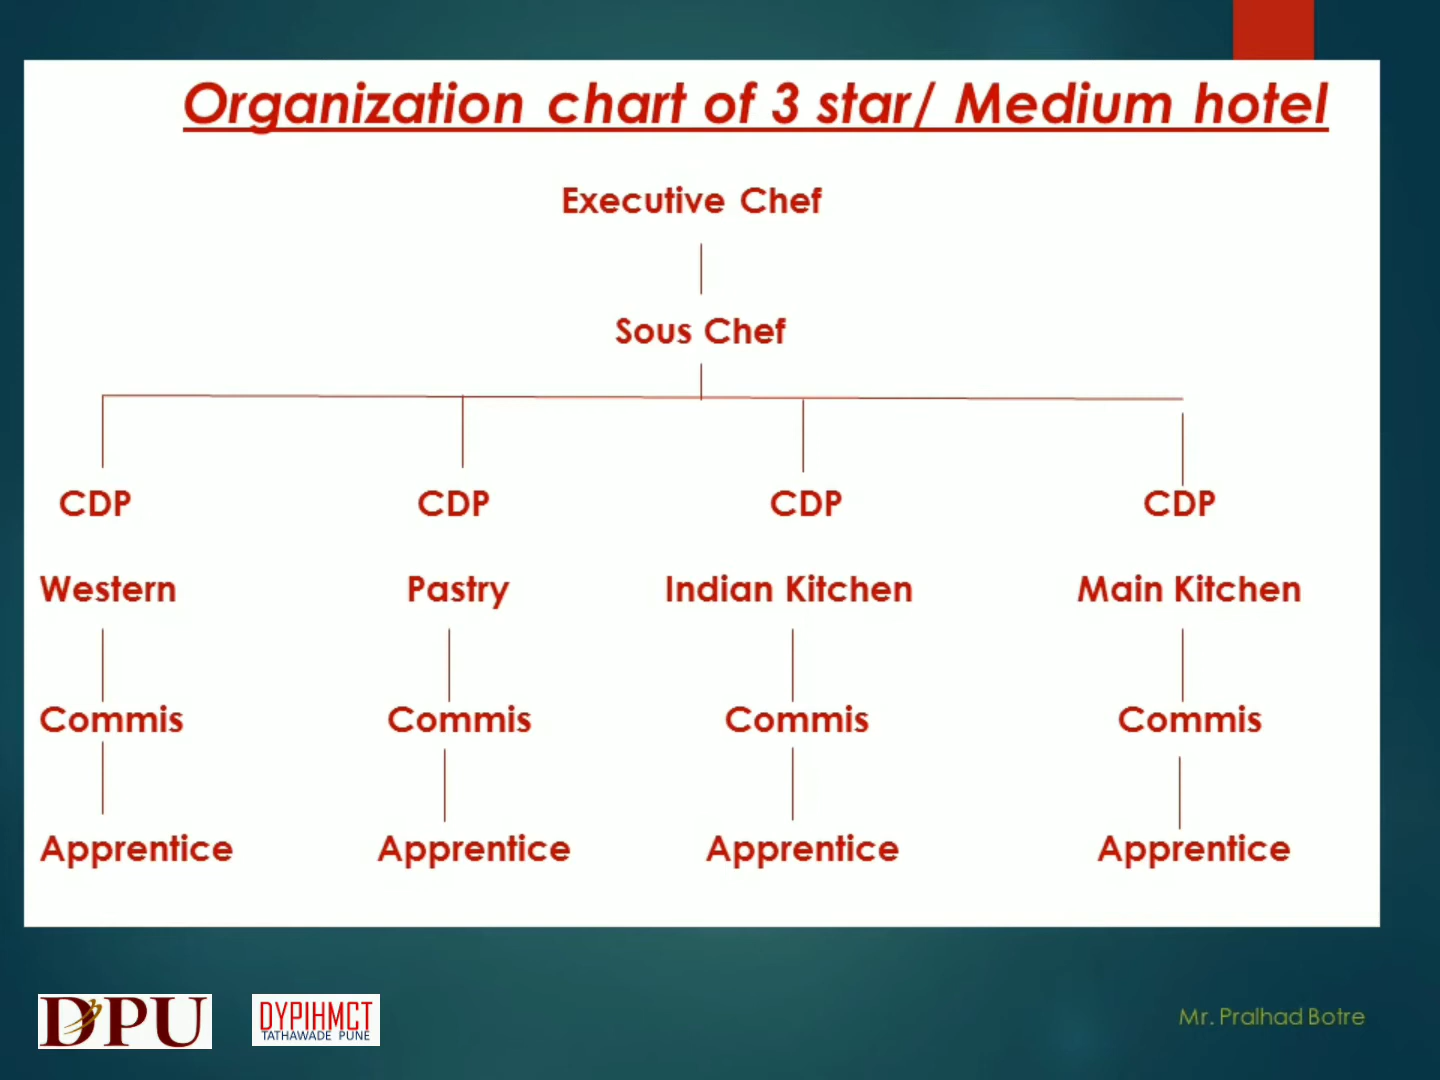 Organization chart of 3 star/ Medium hotel
Executive Chef
Sous Chef
CDP CDP CDP CDP
Western Pastry Indian Kitchen Main Kitchen
Commis Commis Commis Commis
Apprentice Apprentice Apprentice Apprentice
DPU
DYPIHMCT
TATHAWADE PUNE
Mr. Pralhad Botre